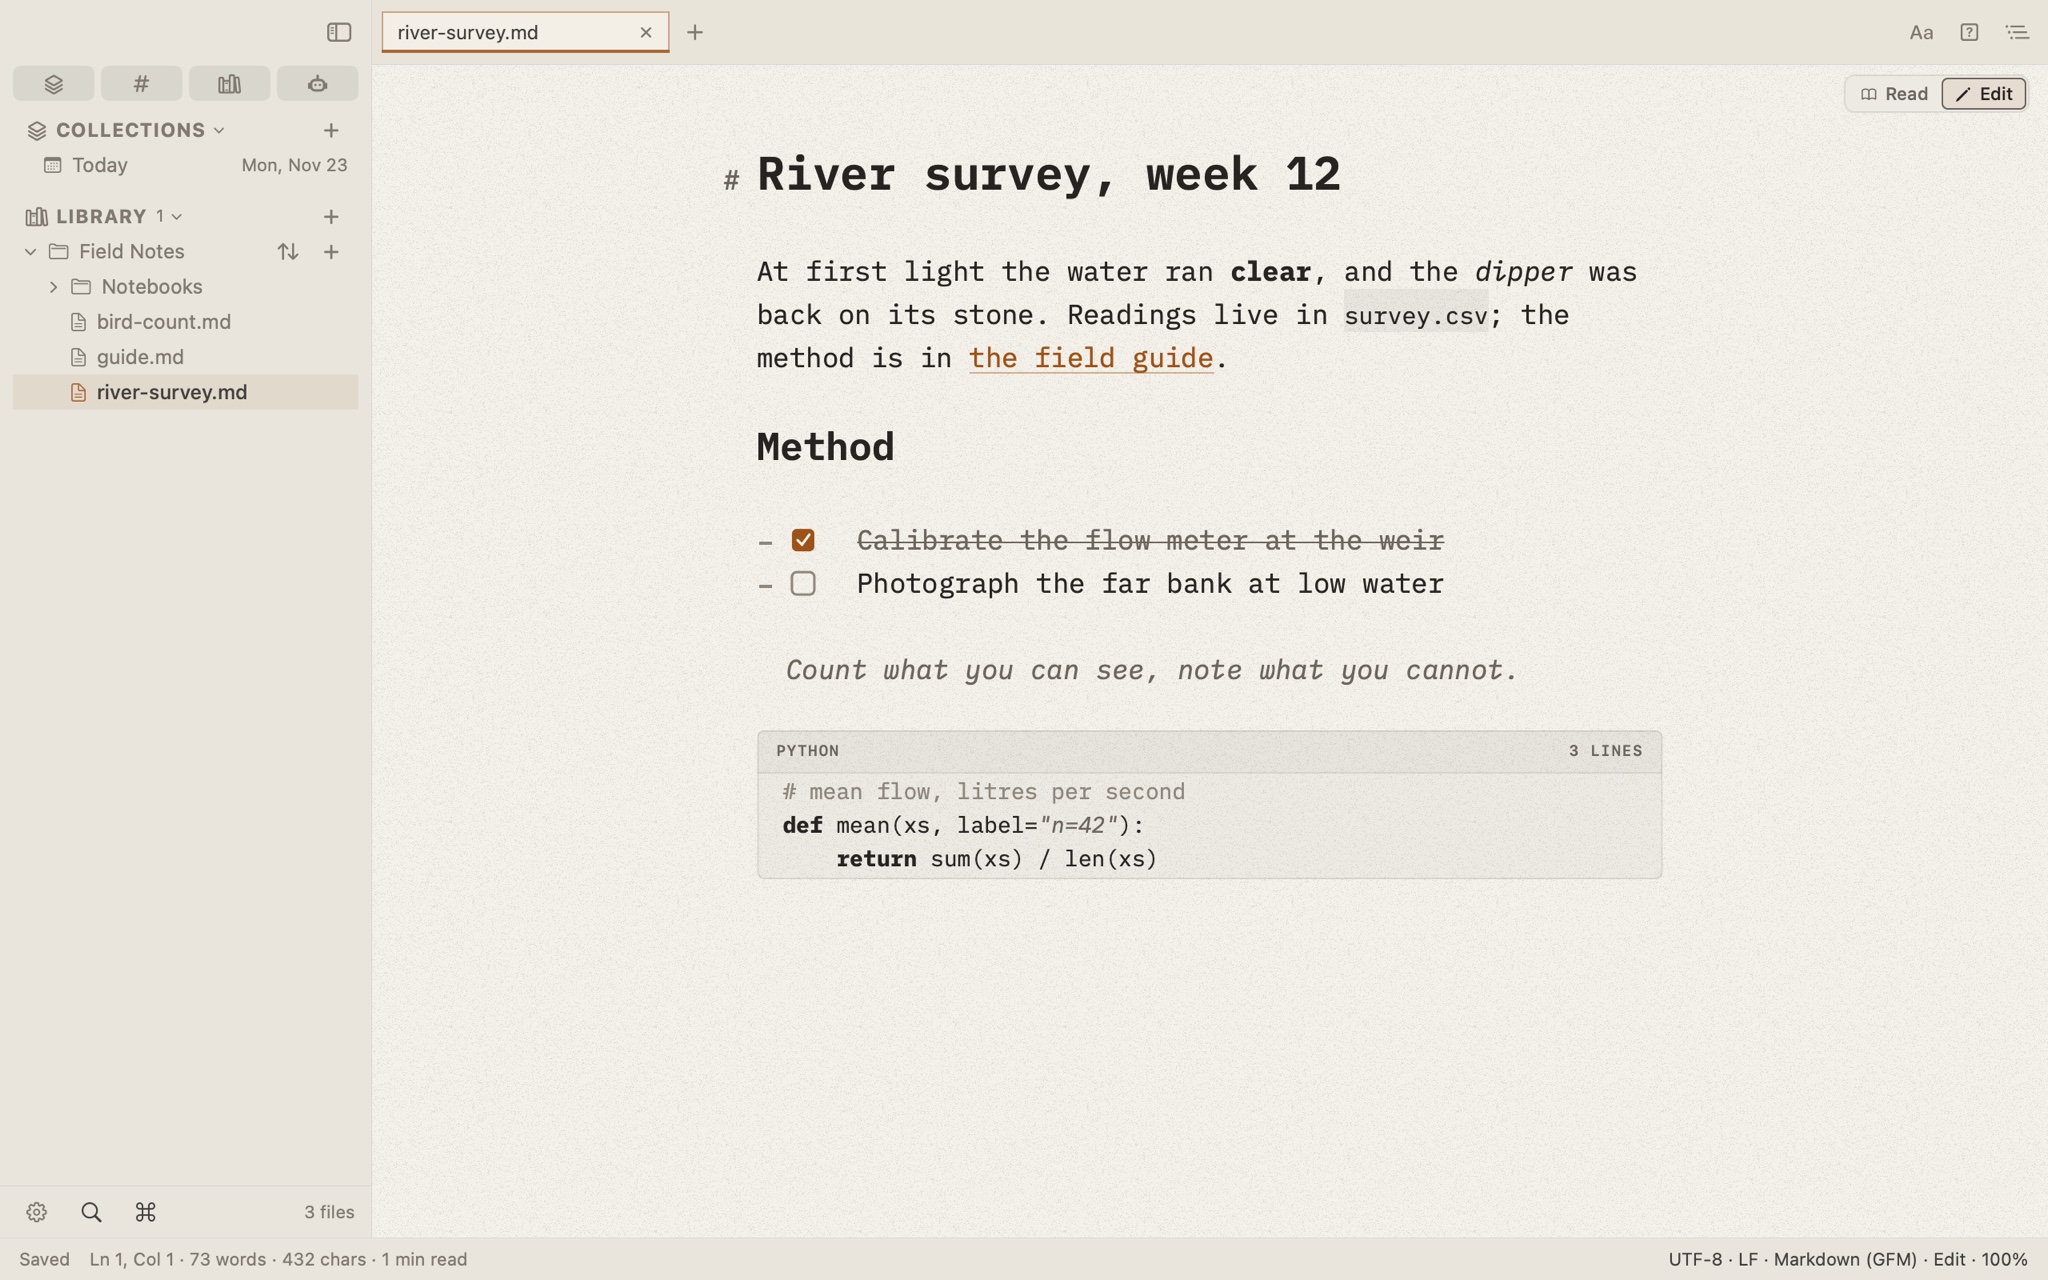 river-survey.md
Aa
Read
Edit
#
COLLECTIONS
Today
Mon, Nov 23
LIBRARY 1
Field Notes
Notebooks
bird-count.md
guide.md
river-survey.md
# River survey, week 12
At first light the water ran clear, and the dipper was
back on its stone. Readings live in survey.csv; the
method is in the field guide.
Method
– Calibrate the flow meter at the weir
– Photograph the far bank at low water
Count what you can see, note what you cannot.
PYTHON
3 LINES
# mean flow, litres per second
def mean(xs, label="n=42"):
    return sum(xs) / len(xs)
3 files
Saved
Ln 1, Col 1 · 73 words · 432 chars · 1 min read
UTF-8 · LF · Markdown (GFM) · Edit · 100%